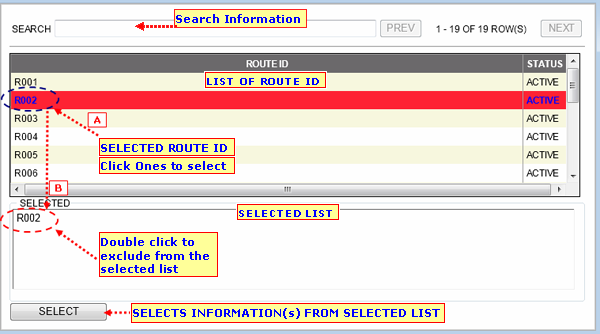 Search Information
SEARCH PREV 1 - 19 OF 19 ROW(S) NEXT
ROUTE ID STATUS
R001 LIST OF ROUTE ID ACTIVE
R002 ACTIVE
R003 A ACTIVE
R004 SELECTED ROUTE ID ACTIVE
R005 Click Ones to select ACTIVE
R006 ACTIVE
B
SELECTED SELECTED LIST
R002
Double click to
exclude from the
selected list
SELECT SELECTS INFORMATION(s) FROM SELECTED LIST